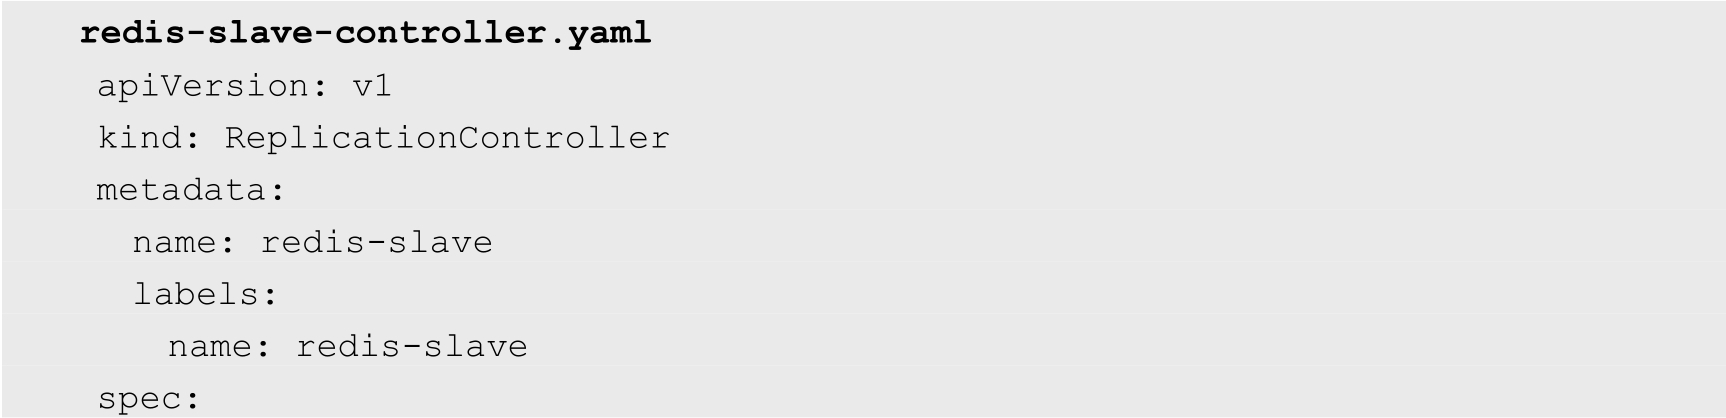 redis-slave-controller.yaml
apiVersion: v1
kind: ReplicationController
metadata:
  name: redis-slave
  labels:
    name: redis-slave
spec: